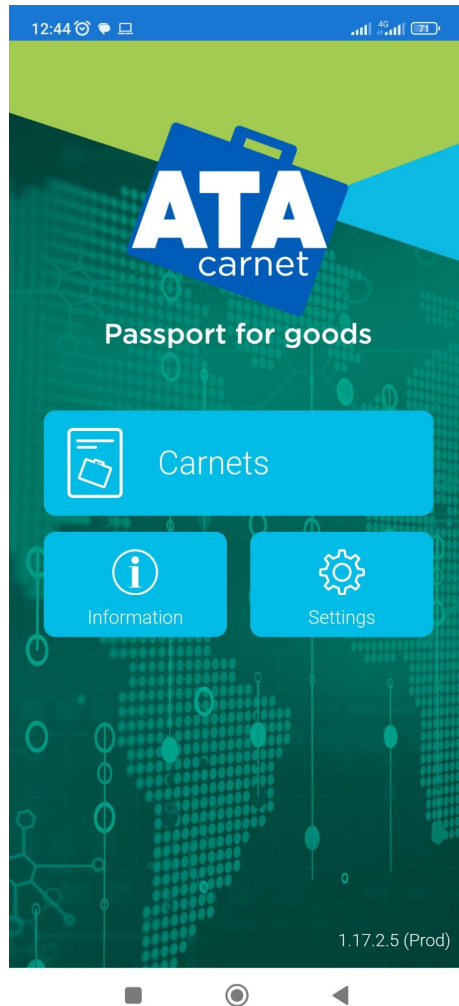 12:44
4G
71
ATA
carnet
Passport for goods
Carnets
Information
Settings
1.17.2.5 (Prod)